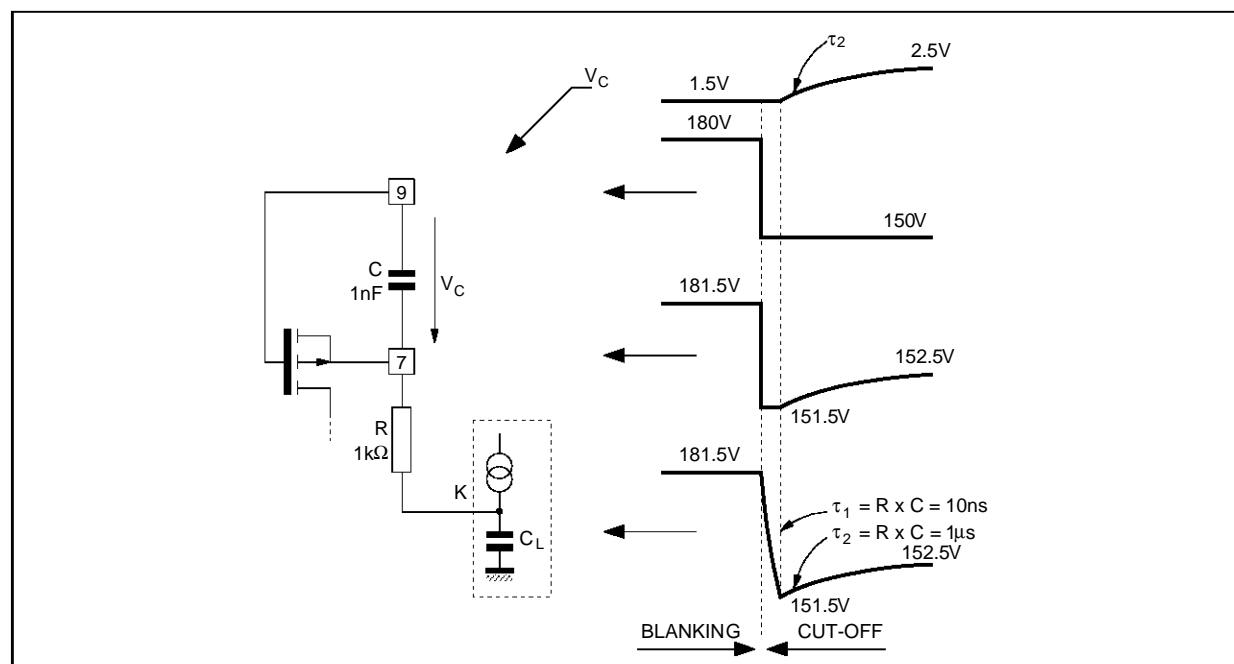 τ2
2.5V
VC
1.5V
180V
9
150V
C
1nF
VC
181.5V
152.5V
7
151.5V
R
1kΩ
181.5V
K
τ1 = R x C = 10ns
CL
τ2 = R x C = 1μs
152.5V
151.5V
BLANKING
CUT-OFF